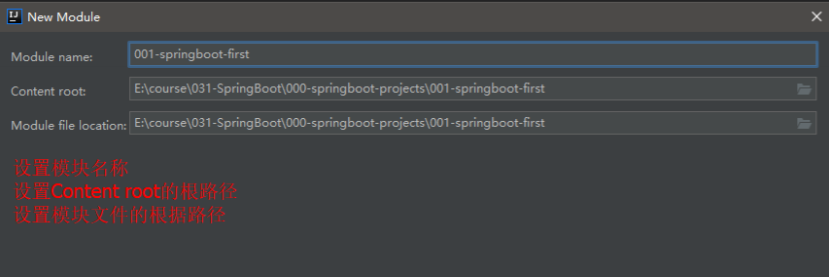 New Module
Module name: 001-springboot-first
Content root: E:\course\031-SpringBoot\000-springboot-projects\001-springboot-first
Module file location: E:\course\031-SpringBoot\000-springboot-projects\001-springboot-first
设置模块名称
设置Content root的根路径
设置模块文件的根据路径